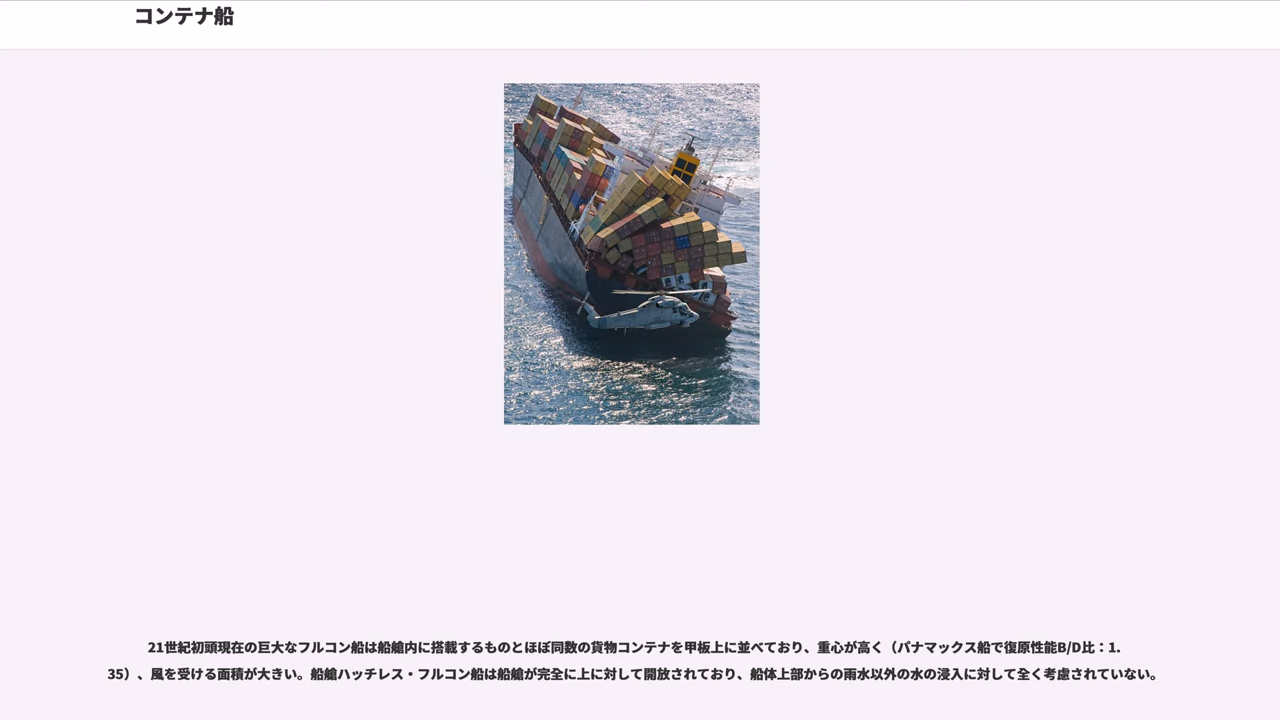 コンテナ船
21世紀初頭現在の巨大なフルコン船は船艙内に搭載するものとほぼ同数の貨物コンテナを甲板上に並べており、重心が高く（パナマックス船で復原性能B/D比：1.
35）、風を受ける面積が大きい。船艙ハッチレス・フルコン船は船艙が完全に上に対して開放されており、船体上部からの雨水以外の水の浸入に対して全く考慮されていない。